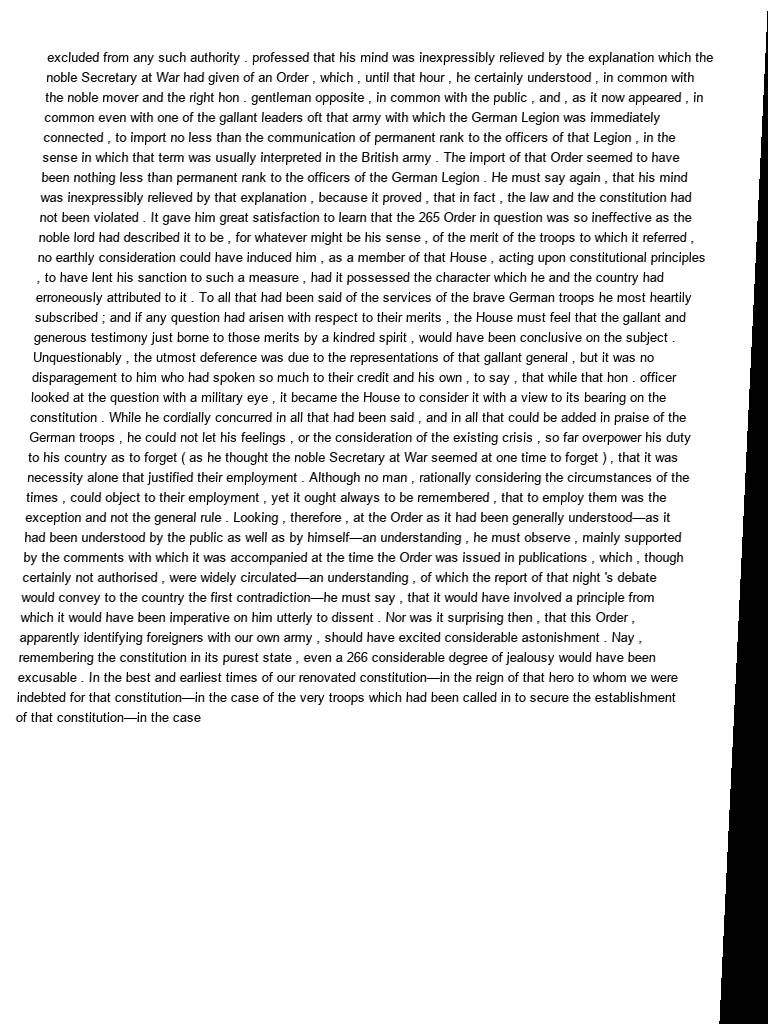 excluded from any such authority . professed that his mind was inexpressibly relieved by the explanation which the
noble Secretary at War had given of an Order , which , until that hour , he certainly understood , in common with
the noble mover and the right hon . gentleman opposite , in common with the public , and , as it now appeared , in
common even with one of the gallant leaders oft that army with which the German Legion was immediately
connected , to import no less than the communication of permanent rank to the officers of that Legion , in the
sense in which that term was usually interpreted in the British army . The import of that Order seemed to have
been nothing less than permanent rank to the officers of the German Legion . He must say again , that his mind
was inexpressibly relieved by that explanation , because it proved , that in fact , the law and the constitution had
not been violated . It gave him great satisfaction to learn that the 265 Order in question was so ineffective as the
noble lord had described it to be , for whatever might be his sense , of the merit of the troops to which it referred ,
no earthly consideration could have induced him , as a member of that House , acting upon constitutional principles
, to have lent his sanction to such a measure , had it possessed the character which he and the country had
erroneously attributed to it . To all that had been said of the services of the brave German troops he most heartily
subscribed ; and if any question had arisen with respect to their merits , the House must feel that the gallant and
generous testimony just borne to those merits by a kindred spirit , would have been conclusive on the subject .
Unquestionably , the utmost deference was due to the representations of that gallant general , but it was no
disparagement to him who had spoken so much to their credit and his own , to say , that while that hon . officer
looked at the question with a military eye , it became the House to consider it with a view to its bearing on the
constitution . While he cordially concurred in all that had been said , and in all that could be added in praise of the
German troops , he could not let his feelings , or the consideration of the existing crisis , so far overpower his duty
to his country as to forget ( as he thought the noble Secretary at War seemed at one time to forget ) , that it was
necessity alone that justified their employment . Although no man , rationally considering the circumstances of the
times , could object to their employment , yet it ought always to be remembered , that to employ them was the
exception and not the general rule . Looking , therefore , at the Order as it had been generally understood—as it
had been understood by the public as well as by himself—an understanding , he must observe , mainly supported
by the comments with which it was accompanied at the time the Order was issued in publications , which , though
certainly not authorised , were widely circulated—an understanding , of which the report of that night 's debate
would convey to the country the first contradiction—he must say , that it would have involved a principle from
which it would have been imperative on him utterly to dissent . Nor was it surprising then , that this Order ,
apparently identifying foreigners with our own army , should have excited considerable astonishment . Nay ,
remembering the constitution in its purest state , even a 266 considerable degree of jealousy would have been
excusable . In the best and earliest times of our renovated constitution—in the reign of that hero to whom we were
indebted for that constitution—in the case of the very troops which had been called in to secure the establishment
of that constitution—in the case